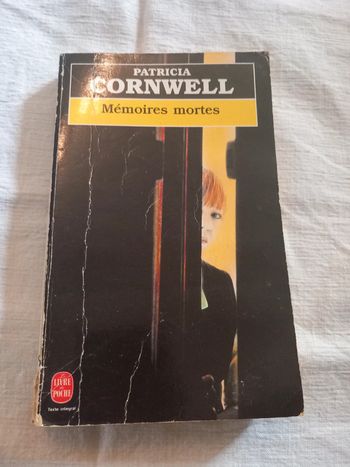 PATRICIA
CORNWELL
Mémoires mortes
LE
LIVRE
de
POCHE
Texte intégral